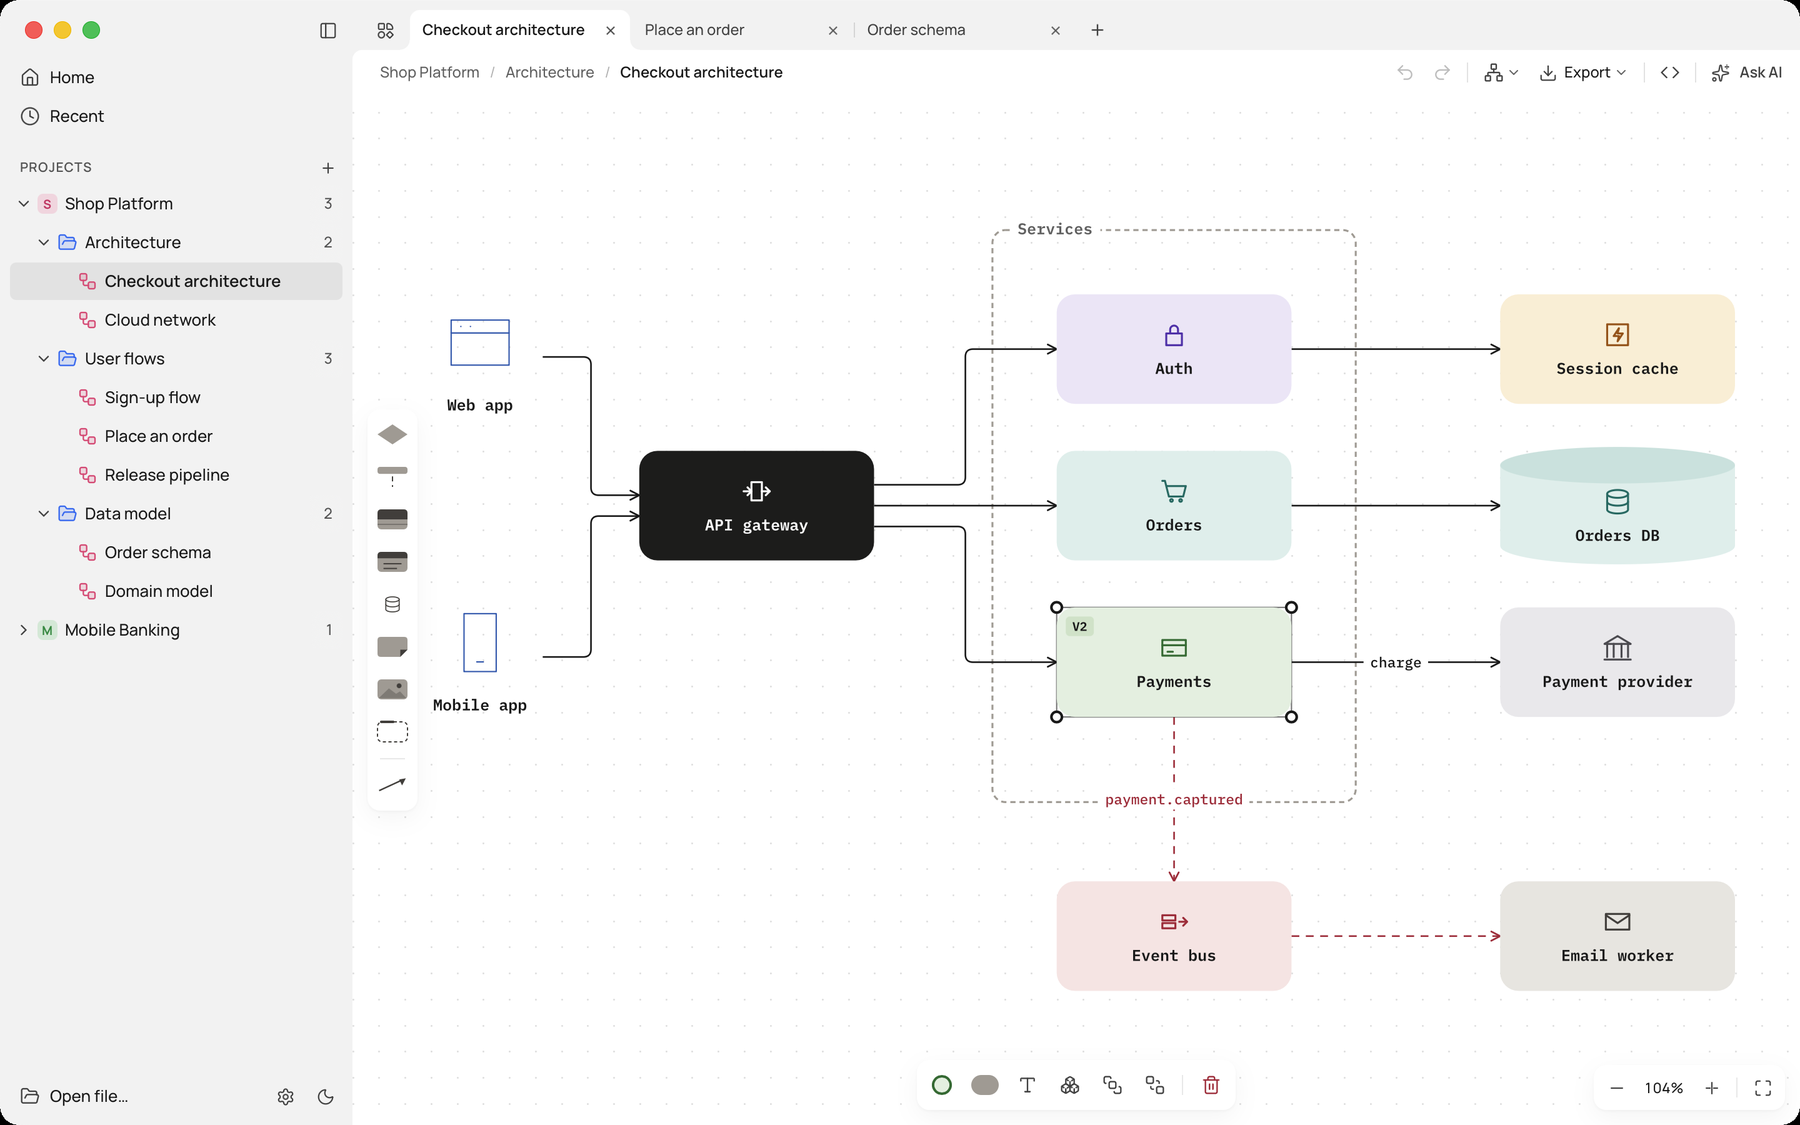 Checkout architecture
Place an order
Order schema
Home
Recent
PROJECTS
S Shop Platform 3
Architecture 2
Checkout architecture
Cloud network
User flows 3
Sign-up flow
Place an order
Release pipeline
Data model 2
Order schema
Domain model
M Mobile Banking 1
Open file...
Shop Platform / Architecture / Checkout architecture
Export
Ask AI
Services
Web app
Mobile app
API gateway
Auth
Session cache
Orders
Orders DB
V2
Payments
charge
Payment provider
payment.captured
Event bus
Email worker
T
104%